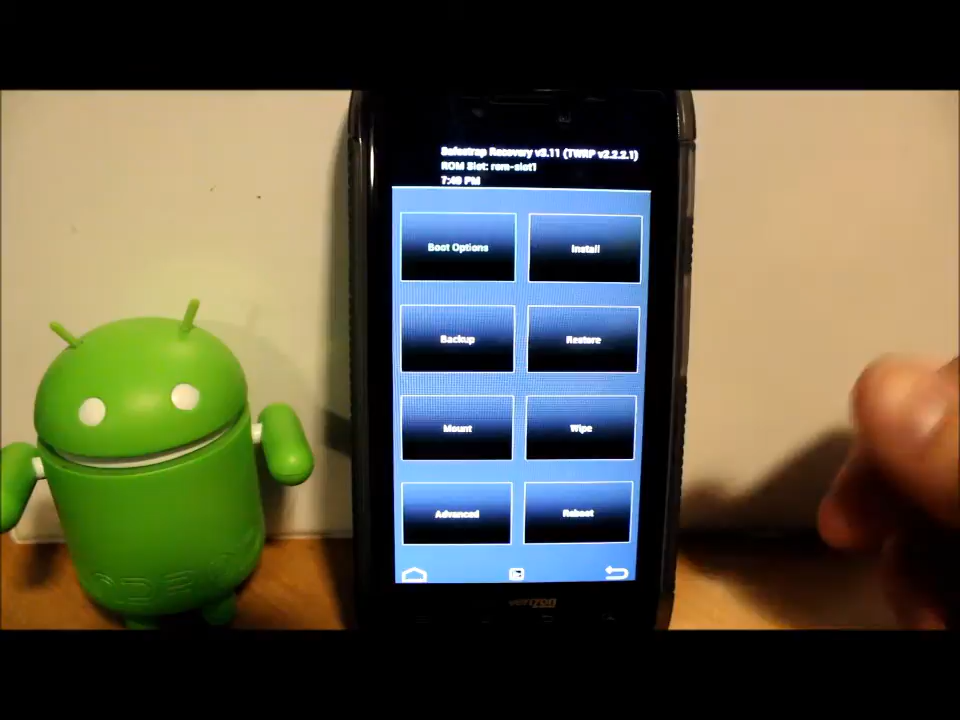 Safestrap Recovery v3.11 (TWRP v2.2.2.1)
ROM Slot: rom-slot1
7:49 PM
Boot Options
Install
Backup
Restore
Mount
Wipe
Advanced
Reboot
verizon